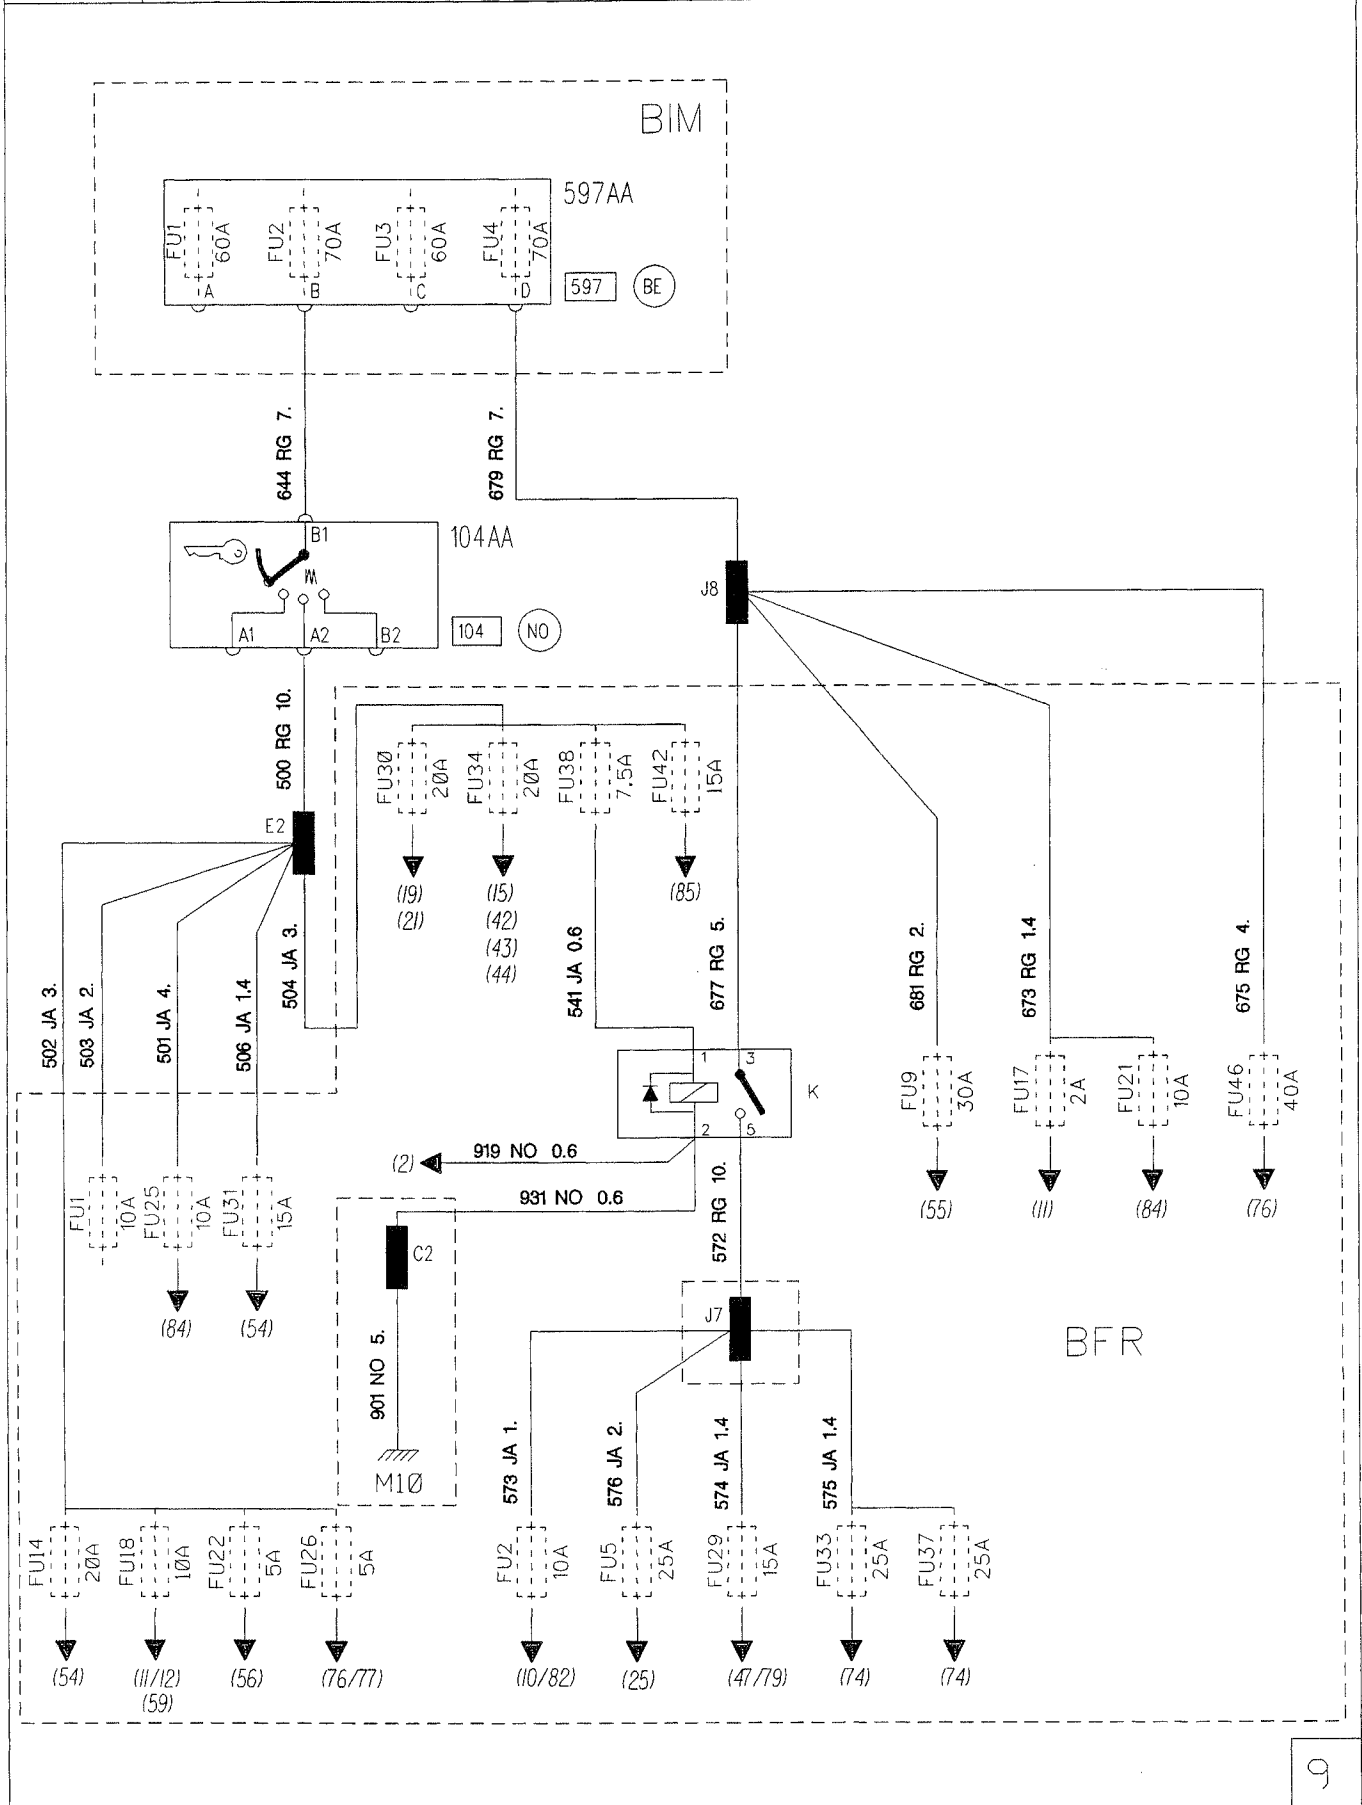 BIM
597AA
FU1
60A
FU2
70A
FU3
60A
FU4
70A
A
B
C
D
597
BE
644 RG 7.
679 RG 7.
B1
104AA
A1
A2
B2
104
NO
J8
500 RG 10.
E2
FU30
20A
FU34
20A
FU38
7,5A
FU42
15A
(19)
(21)
(15)
(42)
(43)
(44)
(85)
502 JA 3.
503 JA 2.
501 JA 4.
506 JA 1.4
504 JA 3.
541 JA 0.6
677 RG 5.
681 RG 2.
673 RG 1.4
675 RG 4.
1
3
K
2
5
FU9
30A
FU17
2A
FU21
10A
FU46
40A
(55)
(11)
(84)
(76)
(2)
919 NO 0.6
931 NO 0.6
572 RG 10.
FU1
10A
FU25
10A
FU31
15A
(84)
(54)
C2
901 NO 5.
M10
J7
BFR
573 JA 1.
576 JA 2.
574 JA 1.4
575 JA 1.4
FU14
20A
FU18
10A
FU22
5A
FU26
5A
FU2
10A
FU5
25A
FU29
15A
FU33
25A
FU37
25A
(54)
(11/12)
(59)
(56)
(76/77)
(10/82)
(25)
(47/79)
(74)
(74)
9